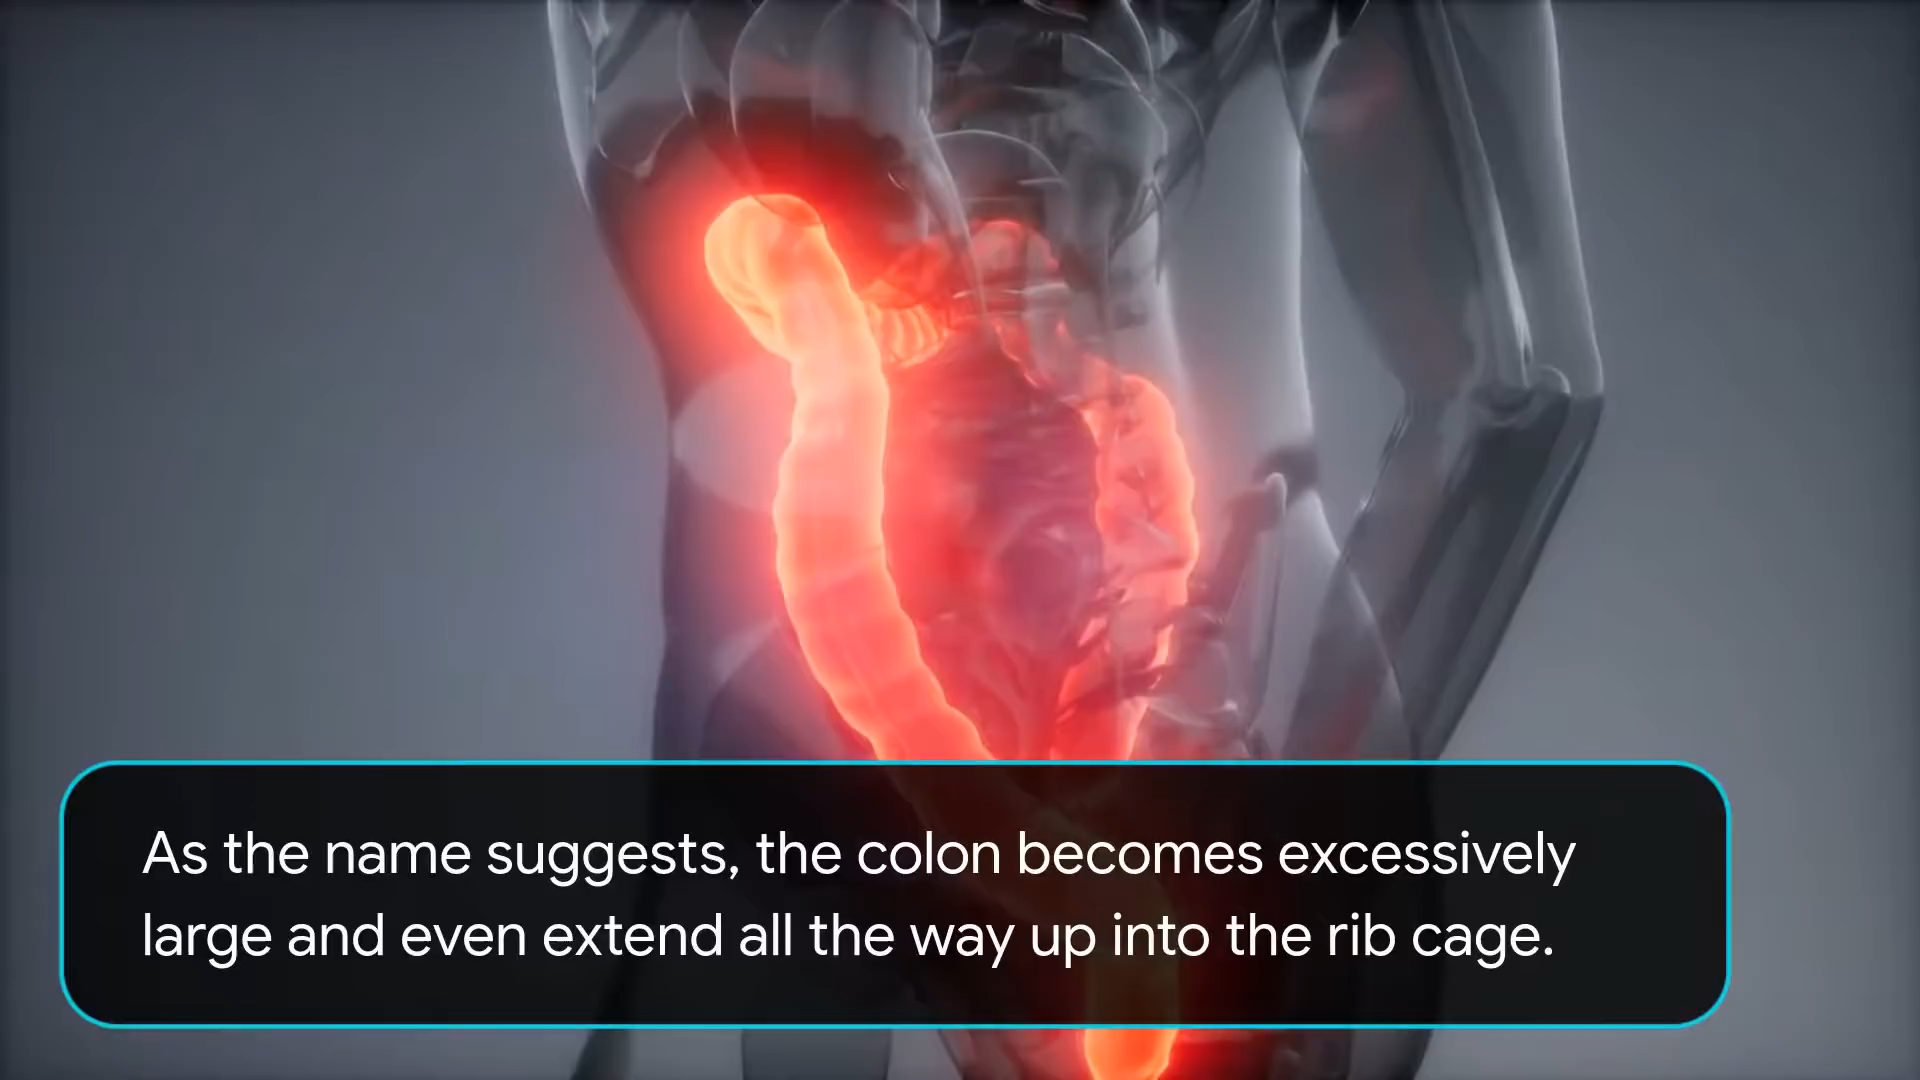 As the name suggests, the colon becomes excessively
large and even extend all the way up into the rib cage.